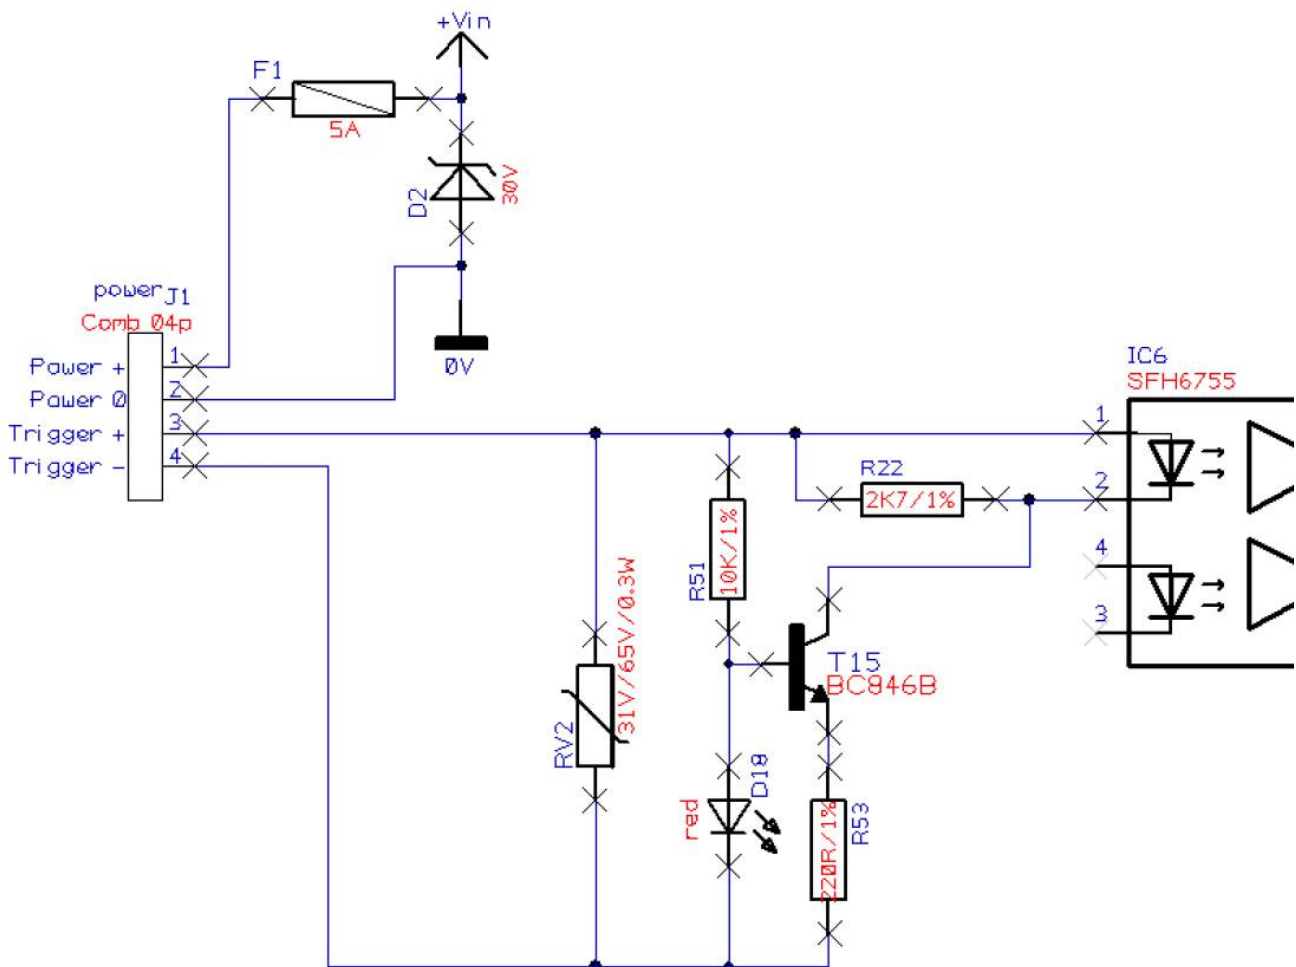 +Vin
F1
5A
D2
30V
power J1
Comb 04p
Power + 1
Power 0 2
Trigger + 3
Trigger - 4
0V
IC6
SFH6755
1
2
4
3
R22
2K7/1%
R51
10K/1%
T15
BC846B
RV2
31V/65V/0.3W
D18
red
R53
220R/1%